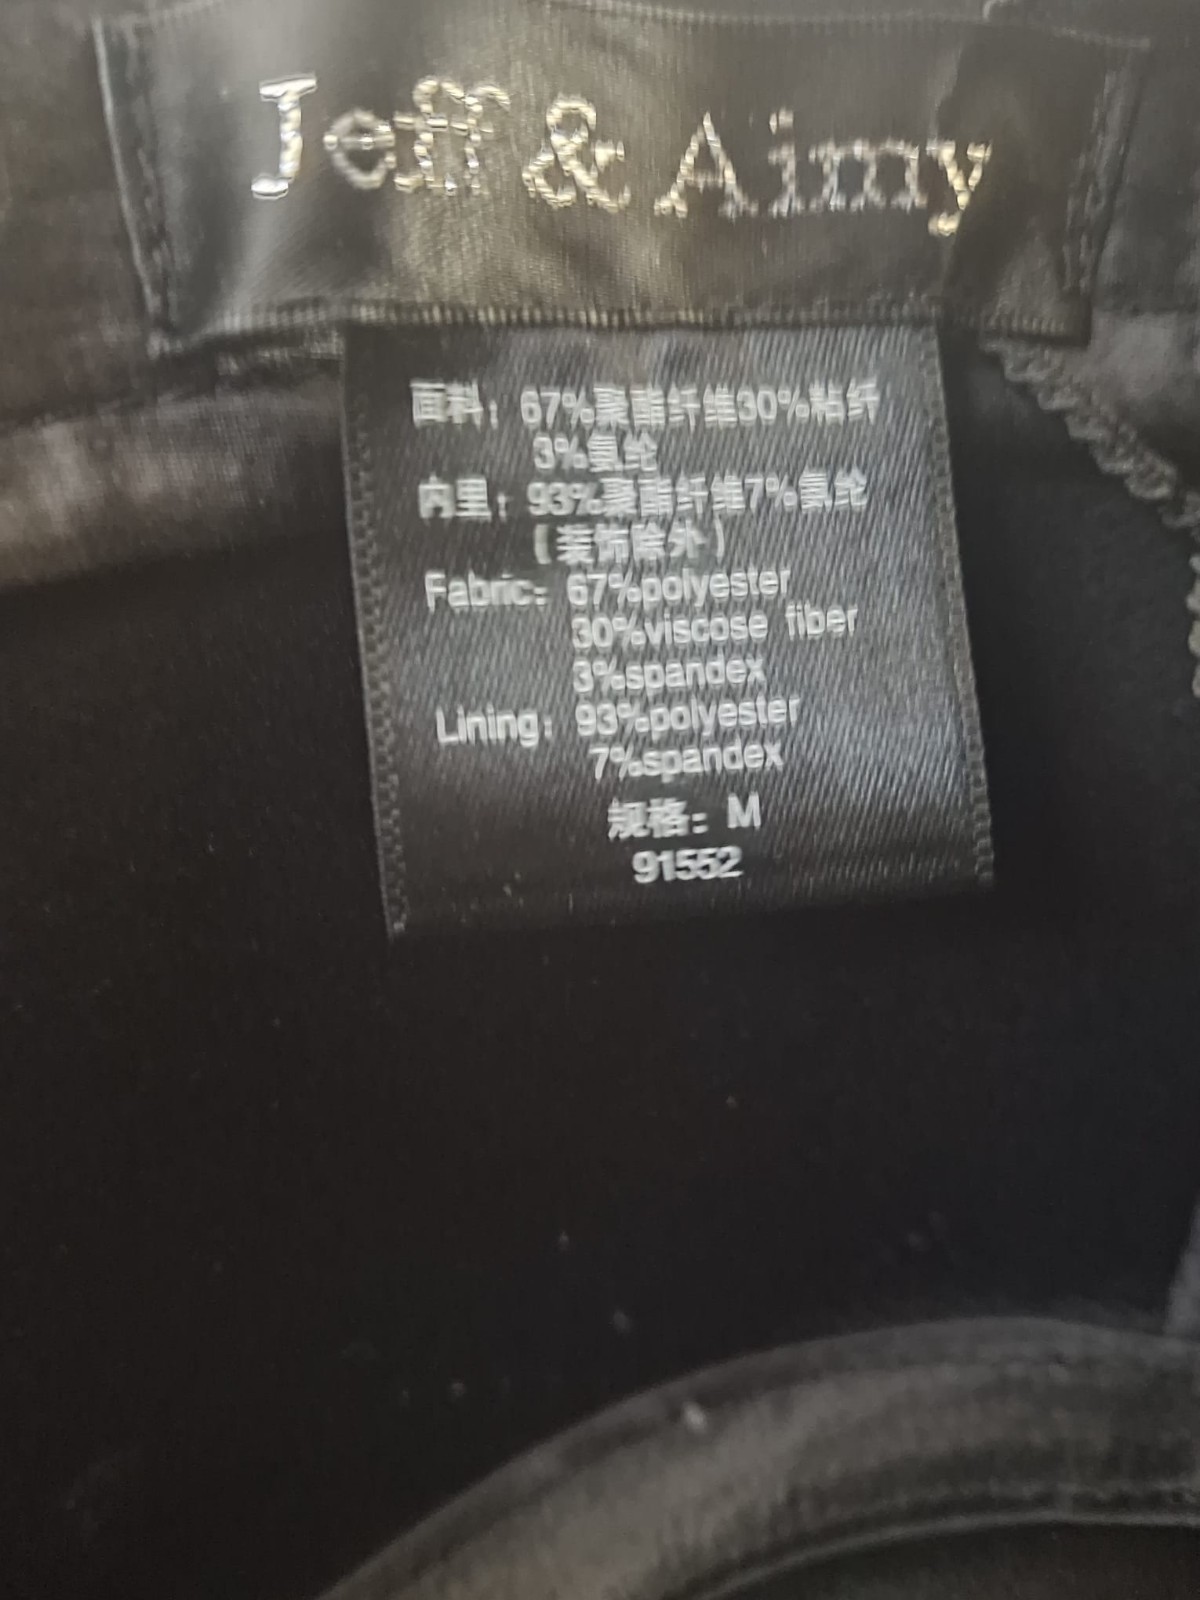 Jeff & Aimy
面料：67%聚酯纤维30%粘纤
3%氨纶
内里：93%聚酯纤维7%氨纶
（装饰除外）
Fabric: 67%polyester
30%viscose fiber
3%spandex
Lining: 93%polyester
7%spandex
规格：M
91552